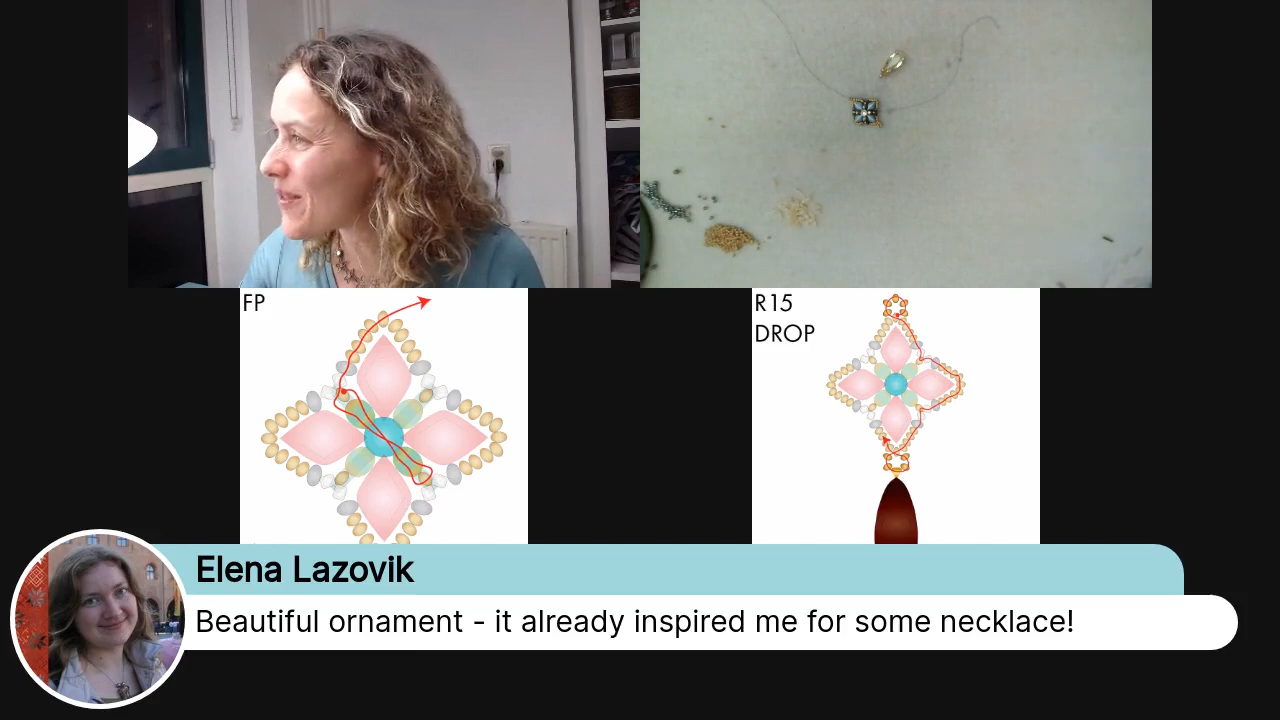 FP
R15
DROP
Elena Lazovik
Beautiful ornament - it already inspired me for some necklace!